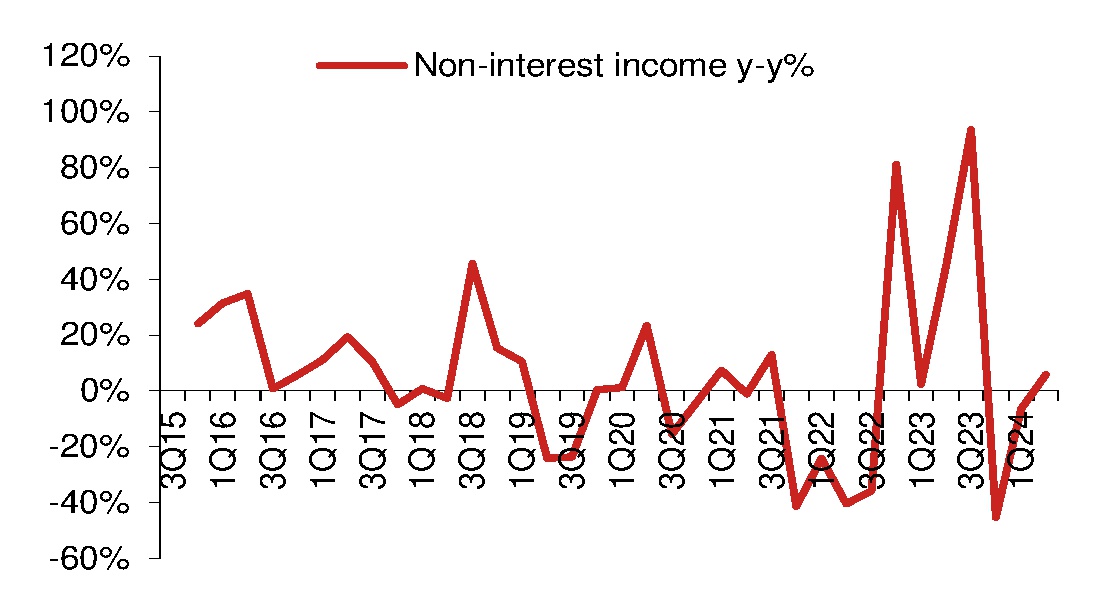 Non-interest income y-y%
120%
100%
80%
60%
40%
20%
0%
-20%
-40%
-60%
3Q15
1Q16
3Q16
1Q17
3Q17
1Q18
3Q18
1Q19
3Q19
1Q20
3Q20
1Q21
3Q21
1Q22
3Q22
1Q23
3Q23
1Q24